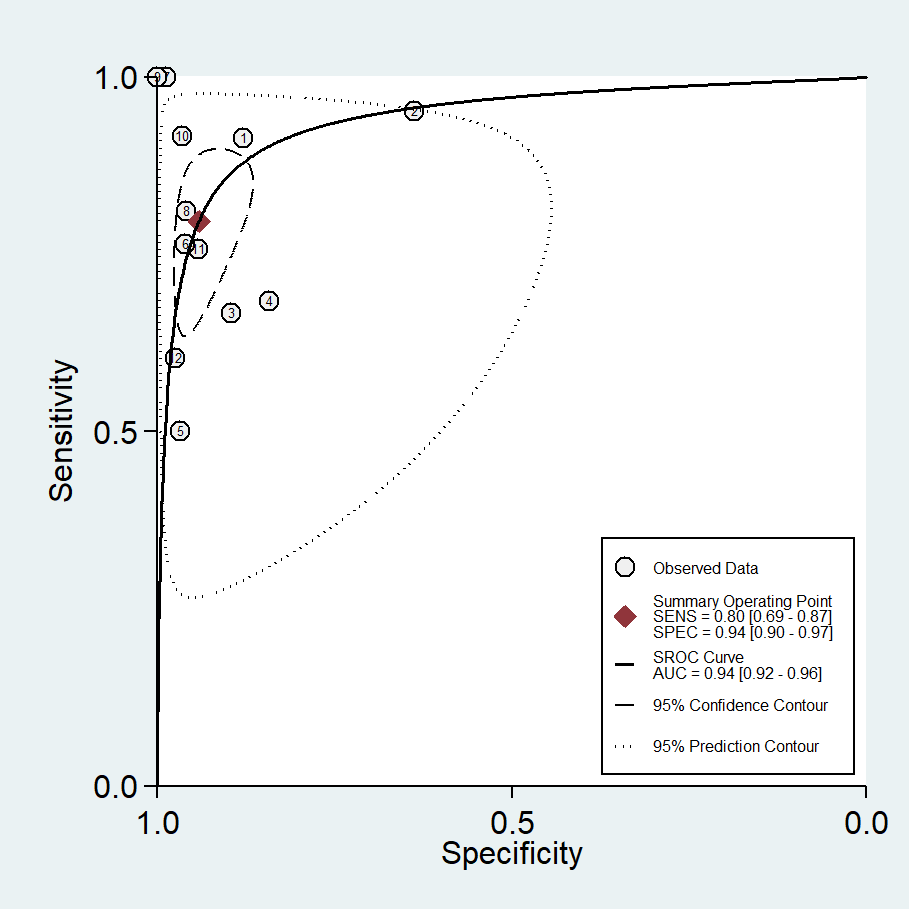 1.0
9
7
10
1
2
8
6
11
4
3
12
5
0.5
0.0
Sensitivity
1.0
0.5
0.0
Specificity
Observed Data
Summary Operating Point
SENS = 0.80 [0.69 - 0.87]
SPEC = 0.94 [0.90 - 0.97]
SROC Curve
AUC = 0.94 [0.92 - 0.96]
95% Confidence Contour
95% Prediction Contour